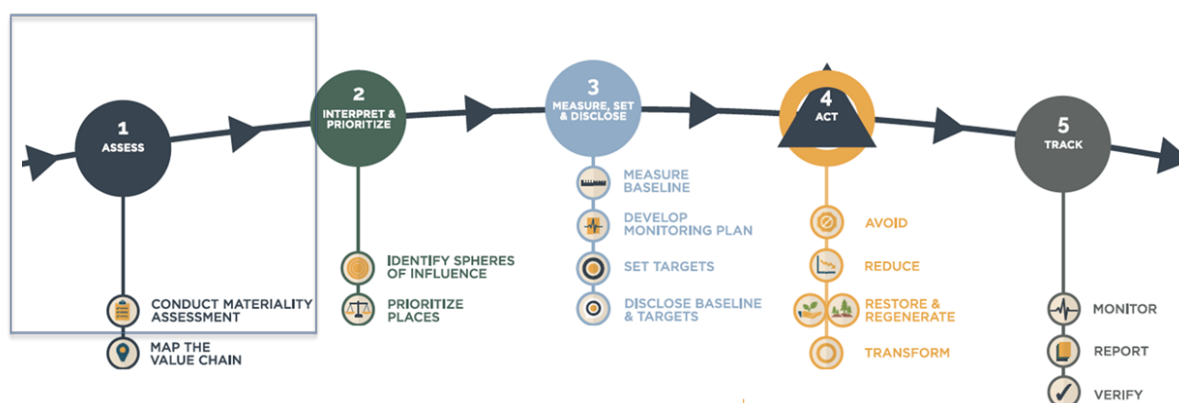 1
ASSESS
CONDUCT MATERIALITY
ASSESSMENT
MAP THE
VALUE CHAIN
2
INTERPRET &
PRIORITIZE
IDENTIFY SPHERES
OF INFLUENCE
PRIORITIZE
PLACES
3
MEASURE, SET
& DISCLOSE
MEASURE
BASELINE
DEVELOP
MONITORING PLAN
SET TARGETS
DISCLOSE BASELINE
& TARGETS
4
ACT
AVOID
REDUCE
RESTORE &
REGENERATE
TRANSFORM
5
TRACK
MONITOR
REPORT
VERIFY